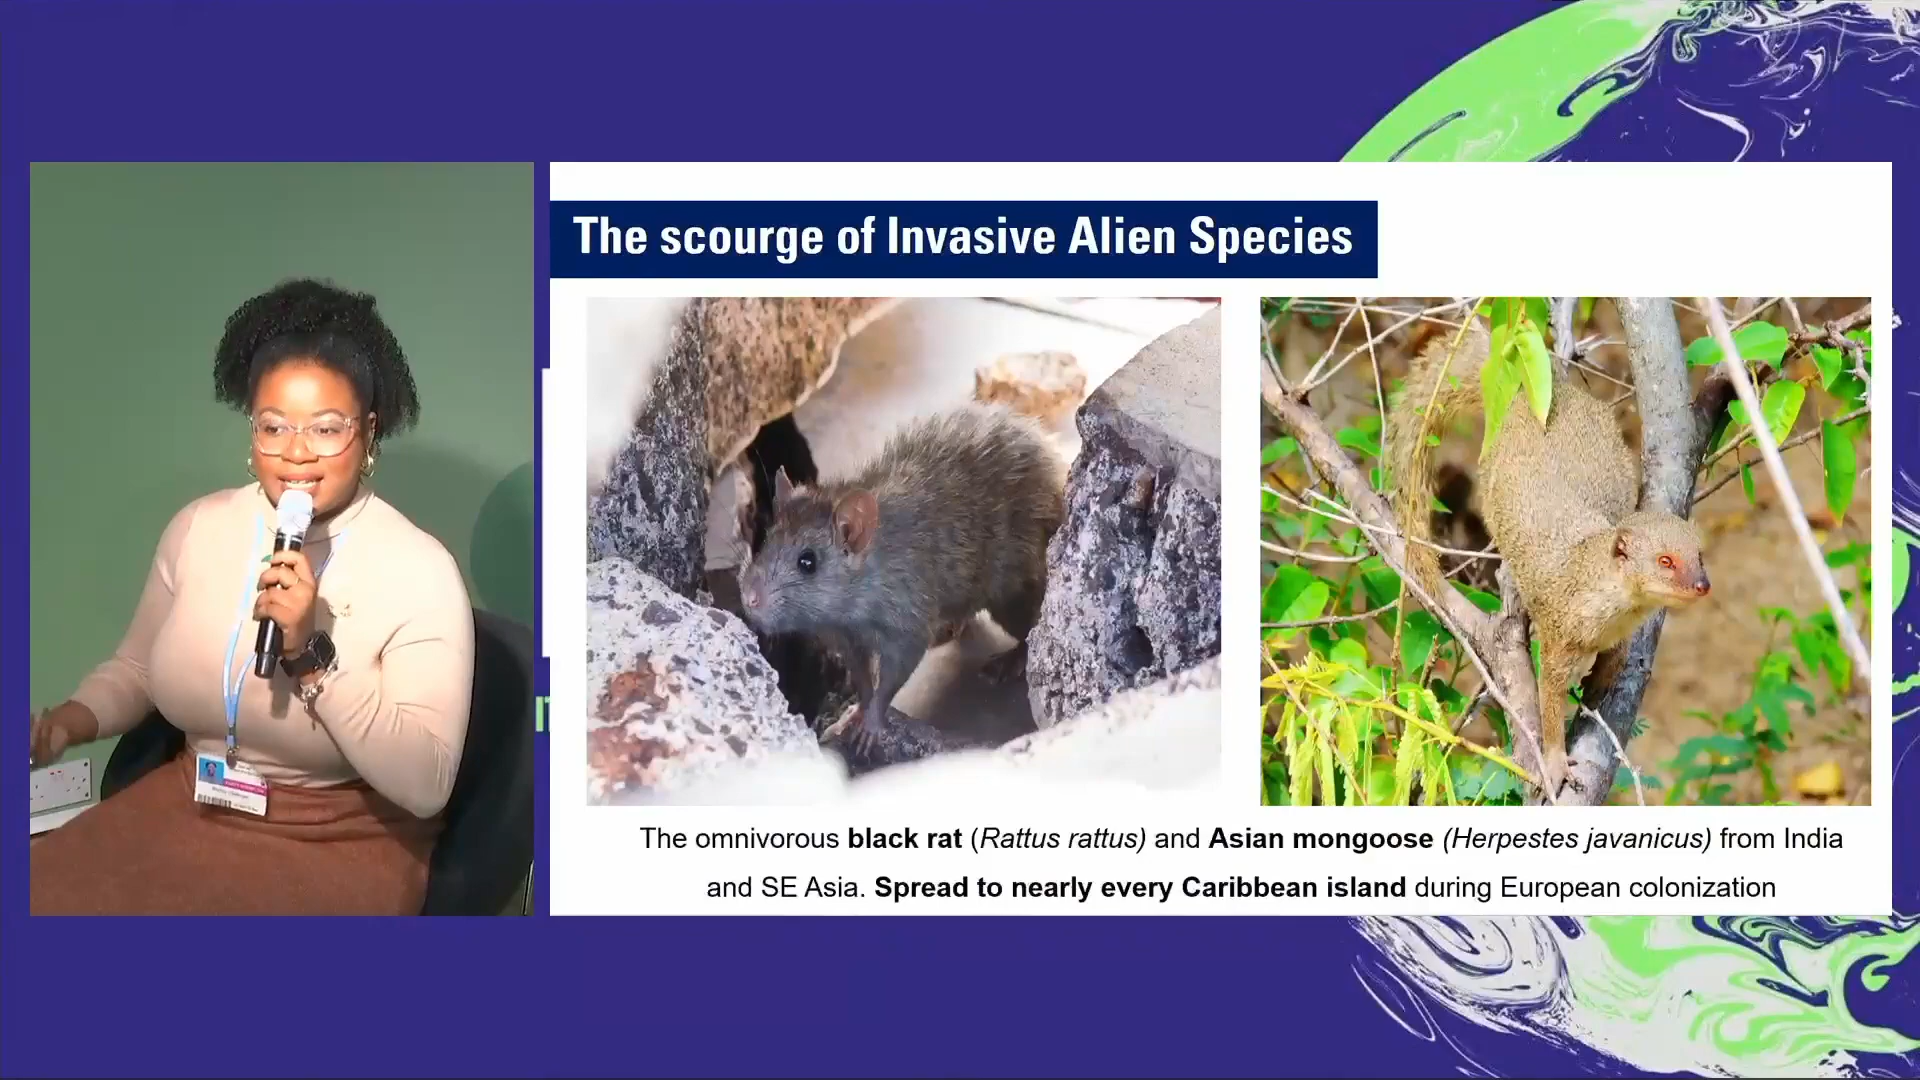 The scourge of Invasive Alien Species
The omnivorous black rat (Rattus rattus) and Asian mongoose (Herpestes javanicus) from India
and SE Asia. Spread to nearly every Caribbean island during European colonization